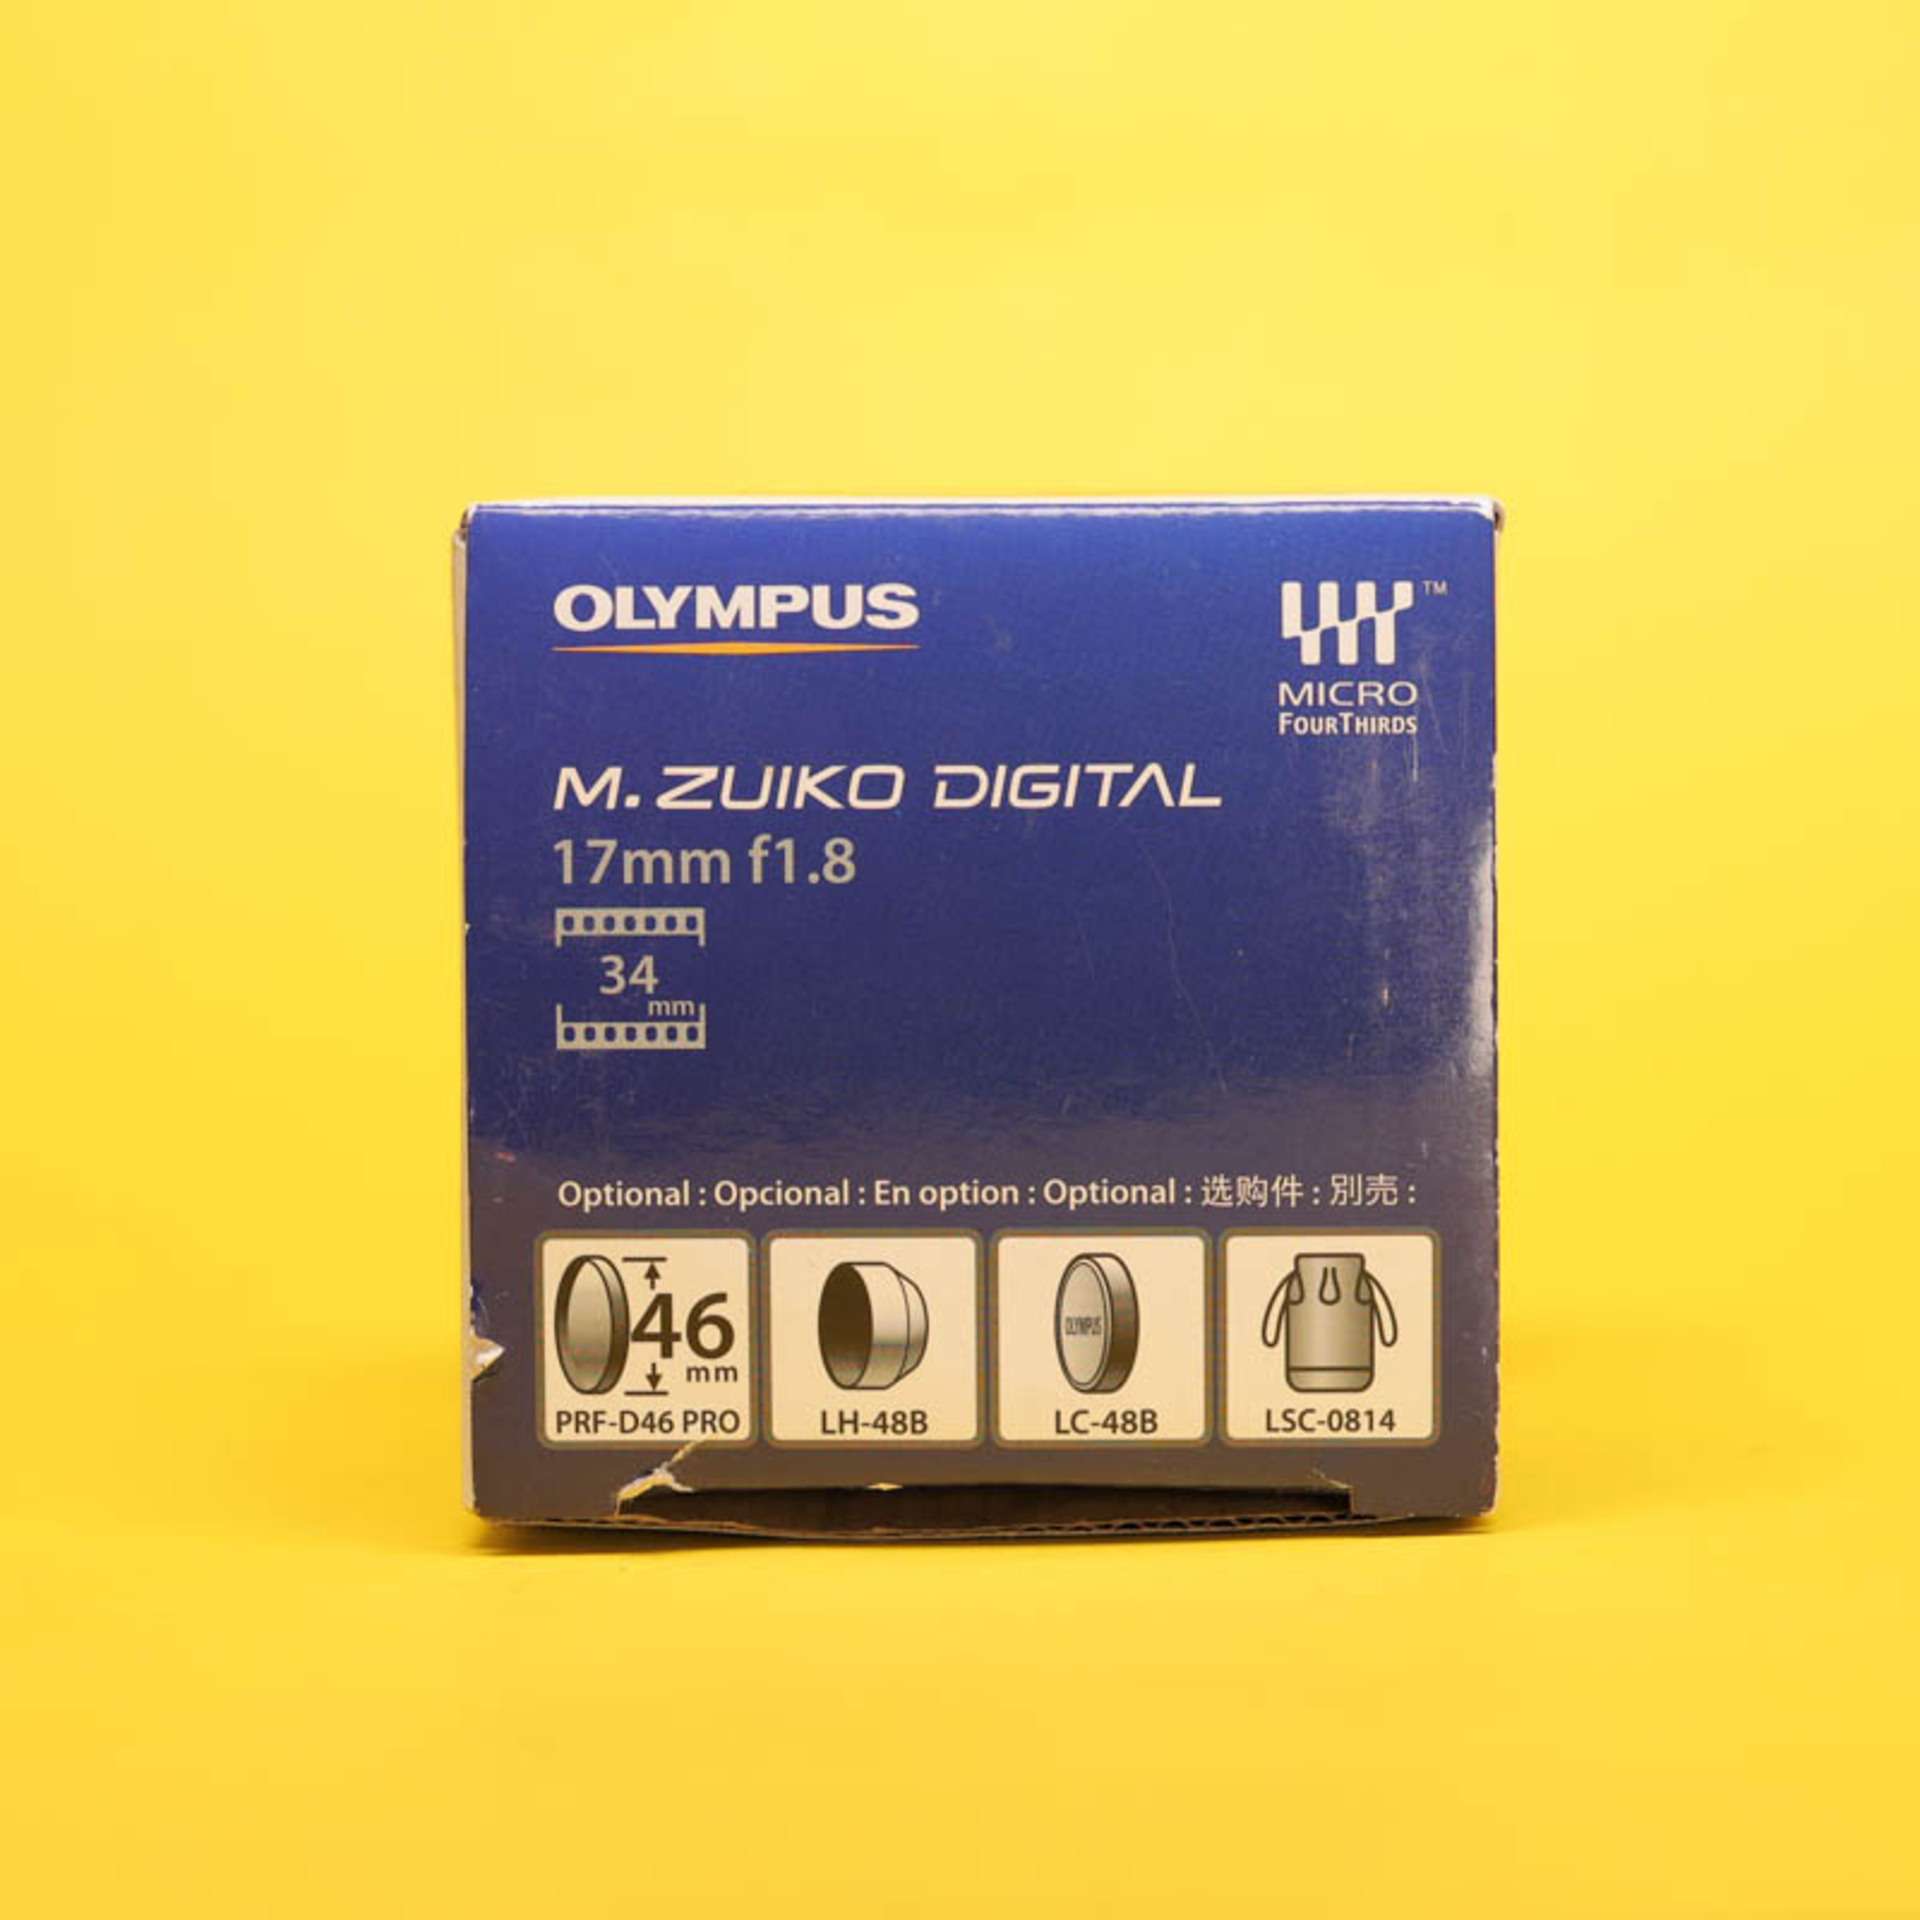 OLYMPUS
TM
MICRO
FOURTHIRDS
M.ZUIKO DIGITAL
17mm f1.8
34
mm
Optional : Opcional : En option : Optional : 选购件 : 別売 :
46
mm
PRF-D46 PRO
LH-48B
OLYMPUS
LC-48B
LSC-0814